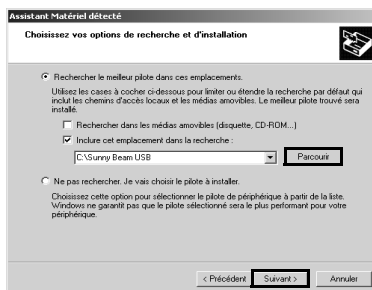 Assistant Matériel détecté
Choisissez vos options de recherche et d'installation
Rechercher le meilleur pilote dans ces emplacements.
Utilisez les cases à cocher ci-dessous pour limiter ou étendre la recherche par défaut qui
inclut les chemins d'accès locaux et les médias amovibles. Le meilleur pilote trouvé sera
installé.
Rechercher dans les médias amovibles (disquette, CD-ROM...)
Inclure cet emplacement dans la recherche :
C:\Sunny Beam USB
Parcourir
Ne pas rechercher. Je vais choisir le pilote à installer.
Choisissez cette option pour sélectionner le pilote de périphérique à partir de la liste.
Windows ne garantit pas que le pilote sélectionné sera le plus performant pour votre
périphérique.
< Précédent
Suivant >
Annuler